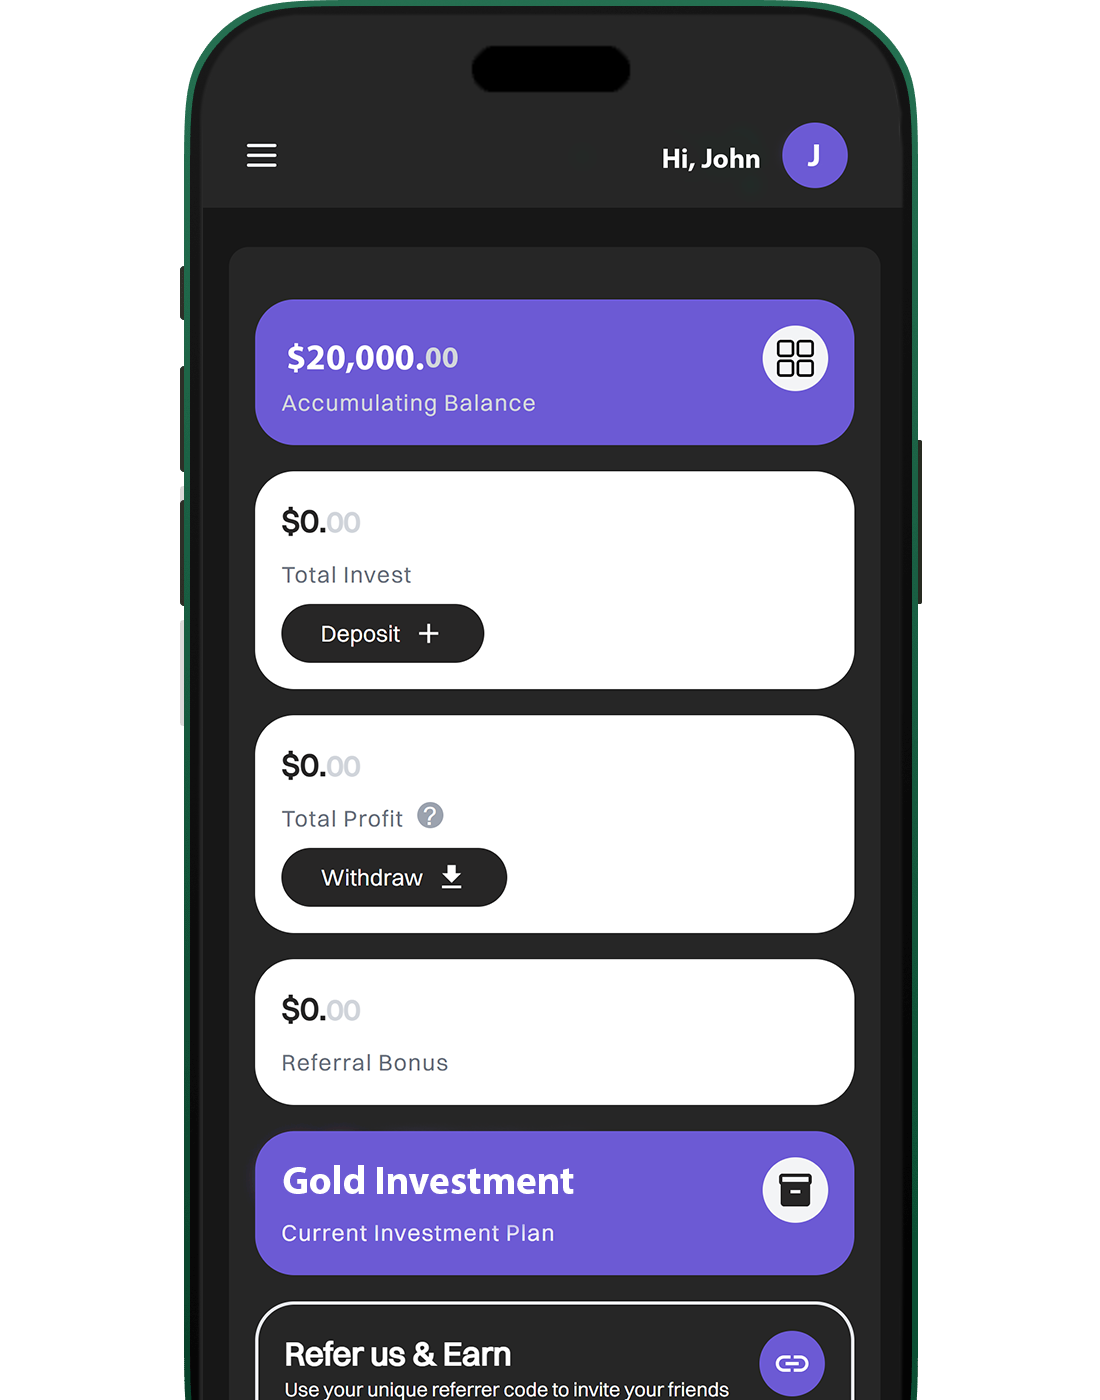 Hi, John
J
$20,000.00
Accumulating Balance
$0.00
Total Invest
Deposit +
$0.00
Total Profit ?
Withdraw
$0.00
Referral Bonus
Gold Investment
Current Investment Plan
Refer us & Earn
Use your unique referrer code to invite your friends